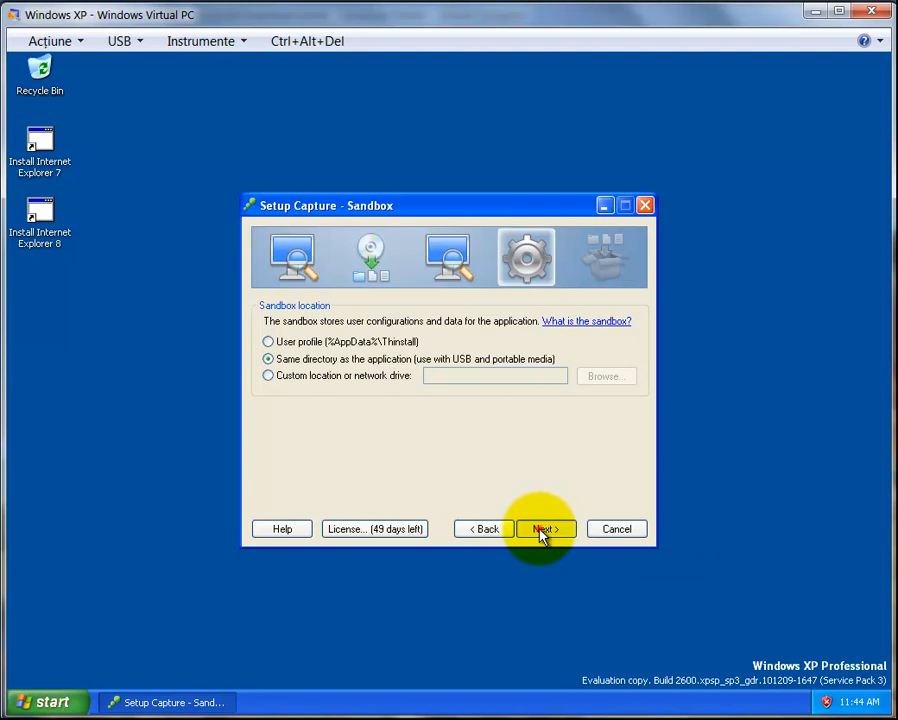 Windows XP - Windows Virtual PC
Acțiune USB Instrumente Ctrl+Alt+Del
Recycle Bin
Install Internet
Explorer 7
Install Internet
Explorer 8
Setup Capture - Sandbox
Sandbox location
The sandbox stores user configurations and data for the application. What is the sandbox?
User profile (%AppData%\Thinstall)
Same directory as the application (use with USB and portable media)
Custom location or network drive: Browse...
Help License... (49 days left) < Back Next > Cancel
Windows XP Professional
Evaluation copy. Build 2600.xpsp_sp3_gdr.101209-1647 (Service Pack 3)
start Setup Capture - Sand... 11:44 AM